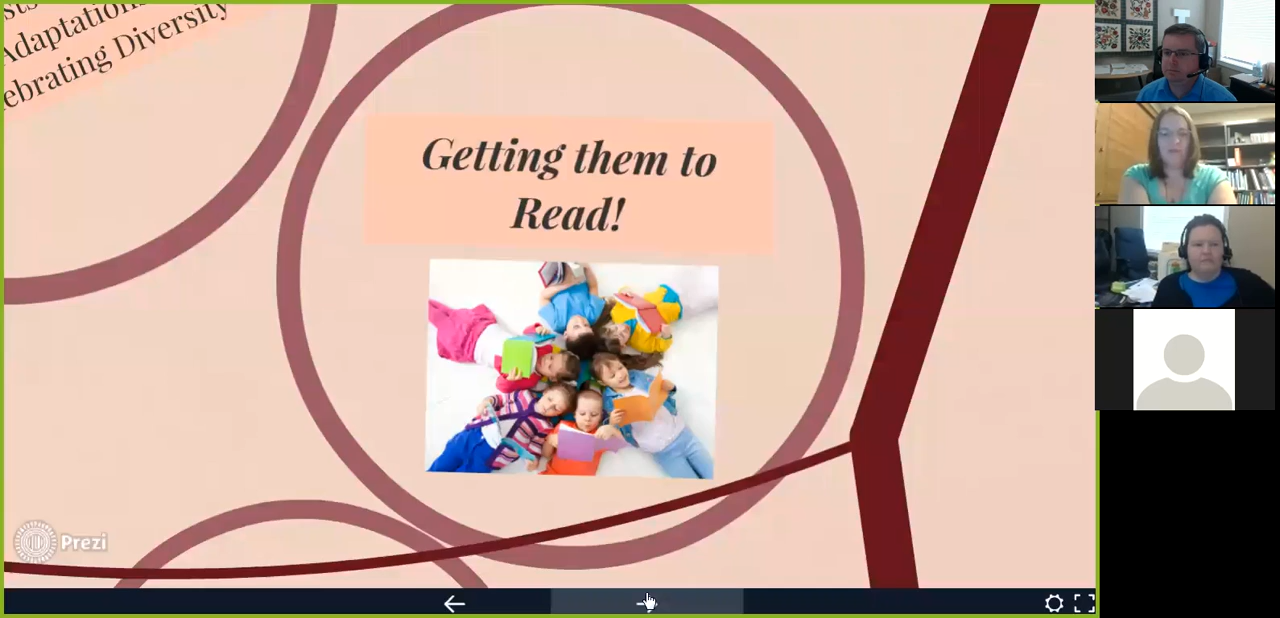 Adaptation
ebrating Diversity
Getting them to
Read!
Prezi